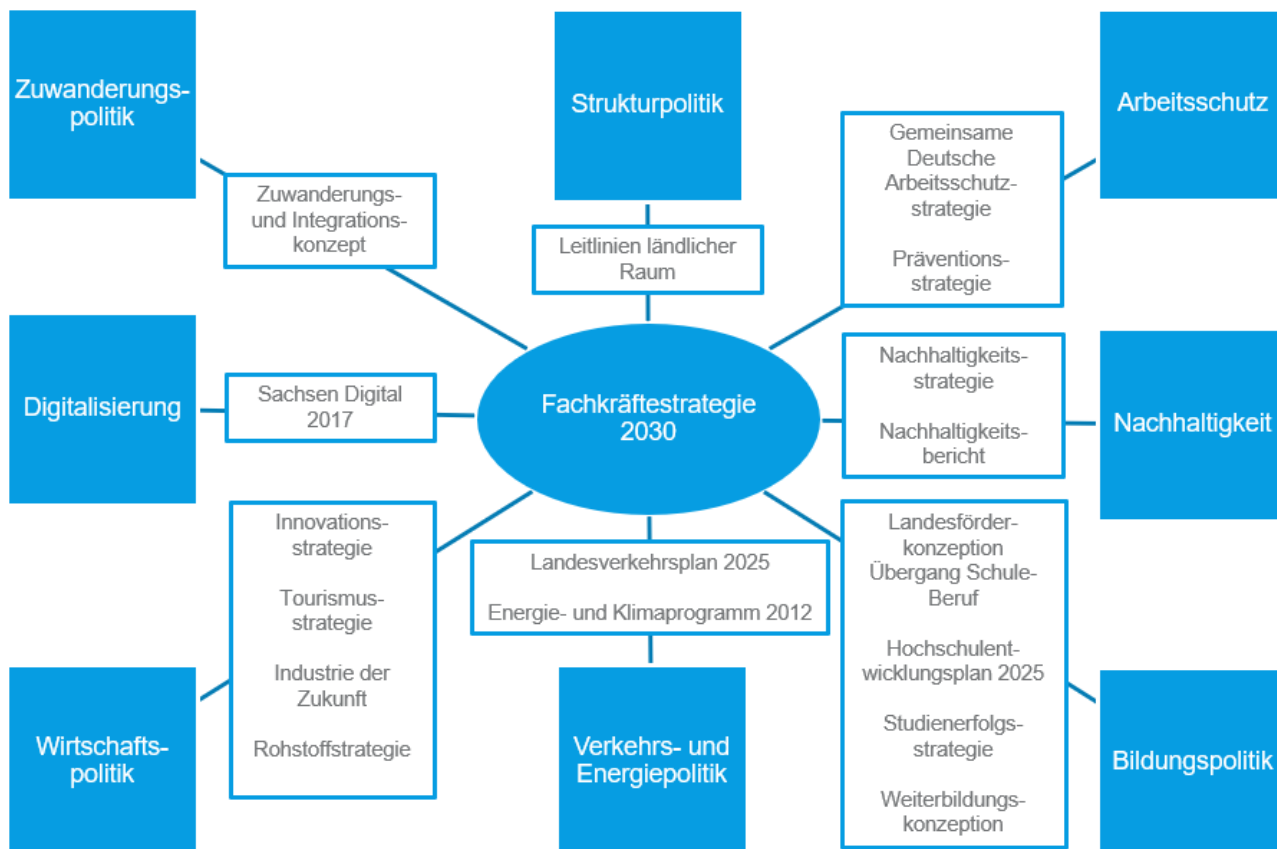 Zuwanderungs-
politik
Strukturpolitik
Arbeitsschutz
Zuwanderungs-
und Integrations-
konzept
Leitlinien ländlicher
Raum
Gemeinsame
Deutsche
Arbeitsschutz-
strategie
Präventions-
strategie
Digitalisierung
Sachsen Digital
2017
Fachkräftestrategie
2030
Nachhaltigkeits-
strategie
Nachhaltigkeits-
bericht
Nachhaltigkeit
Innovations-
strategie
Tourismus-
strategie
Industrie der
Zukunft
Rohstoffstrategie
Landesverkehrsplan 2025
Energie- und Klimaprogramm 2012
Landesförder-
konzeption
Übergang Schule-
Beruf
Hochschulent-
wicklungsplan 2025
Studienerfolgs-
strategie
Weiterbildungs-
konzeption
Wirtschafts-
politik
Verkehrs- und
Energiepolitik
Bildungspolitik